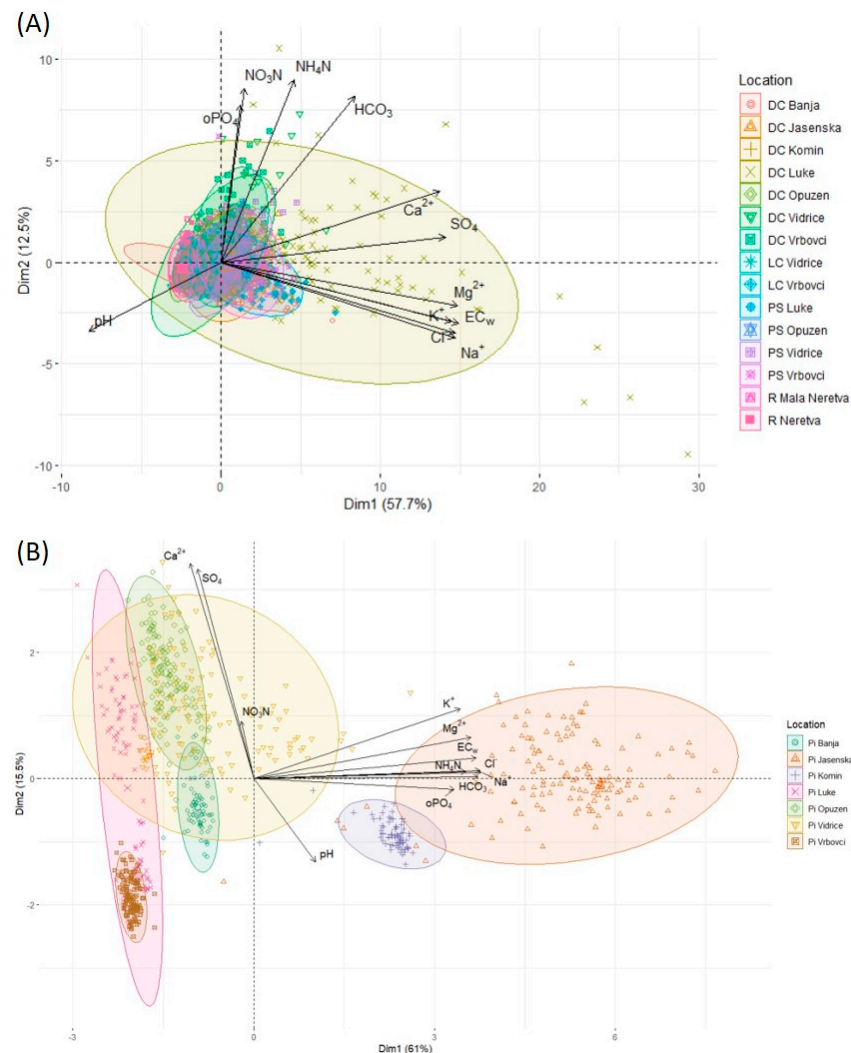 (A)
10
5
0
-5
-10
Dim2 (12.5%)
-10
0
10
20
30
Dim1 (57.7%)
NO₃N
NH₄N
oPO₄
HCO₃
Ca²⁺
SO₄
Mg²⁺
K⁺
ECw
Cl⁻
Na⁺
pH
Location
DC Banja
DC Jasenska
DC Komin
DC Luke
DC Opuzen
DC Vidrice
DC Vrbovci
LC Vidrice
LC Vrbovci
PS Luke
PS Opuzen
PS Vidrice
PS Vrbovci
R Mala Neretva
R Neretva
(B)
2
0
-2
Dim2 (15.5%)
-3
0
3
6
Dim1 (61%)
Ca²⁺
SO₄
NO₃N
K⁺
Mg²⁺
ECw
Cl⁻
NH₄N
HCO₃
Na⁺
oPO₄
pH
Location
Pi Banja
Pi Jasenska
Pi Komin
Pi Luke
Pi Opuzen
Pi Vidrice
Pi Vrbovci